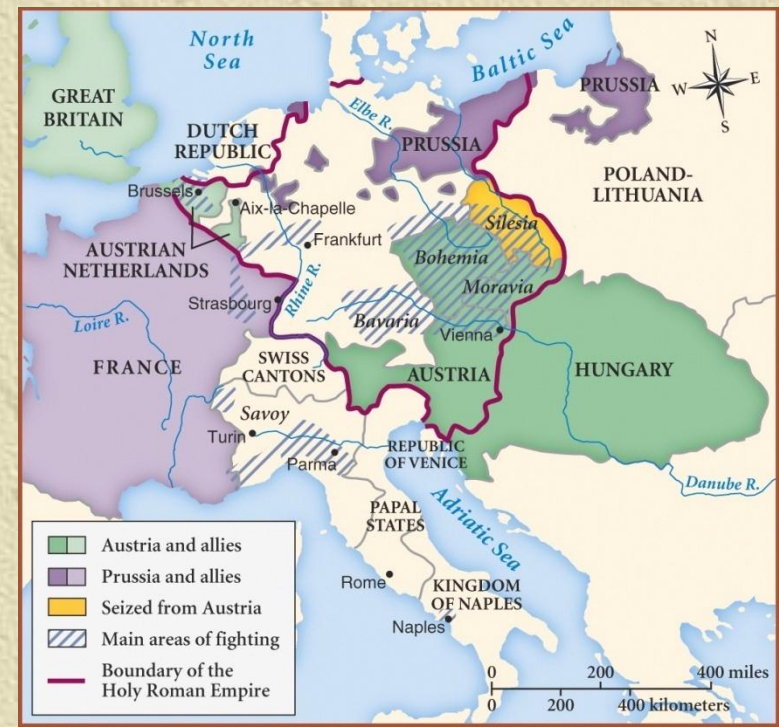 North
Sea
Baltic Sea
N
W
E
S
GREAT
BRITAIN
DUTCH
REPUBLIC
Elbe R.
PRUSSIA
PRUSSIA
POLAND-
LITHUANIA
Brussels
Aix-la-Chapelle
Silesia
AUSTRIAN
NETHERLANDS
Frankfurt
Bohemia
Rhine R.
Moravia
Strasbourg
Loire R.
Bavaria
Vienna
FRANCE
SWISS
CANTONS
AUSTRIA
HUNGARY
Savoy
Turin
Parma
REPUBLIC
OF VENICE
Danube R.
Adriatic Sea
PAPAL
STATES
Rome
KINGDOM
OF NAPLES
Naples
Austria and allies
Prussia and allies
Seized from Austria
Main areas of fighting
Boundary of the
Holy Roman Empire
0
200
400 miles
0
200
400 kilometers